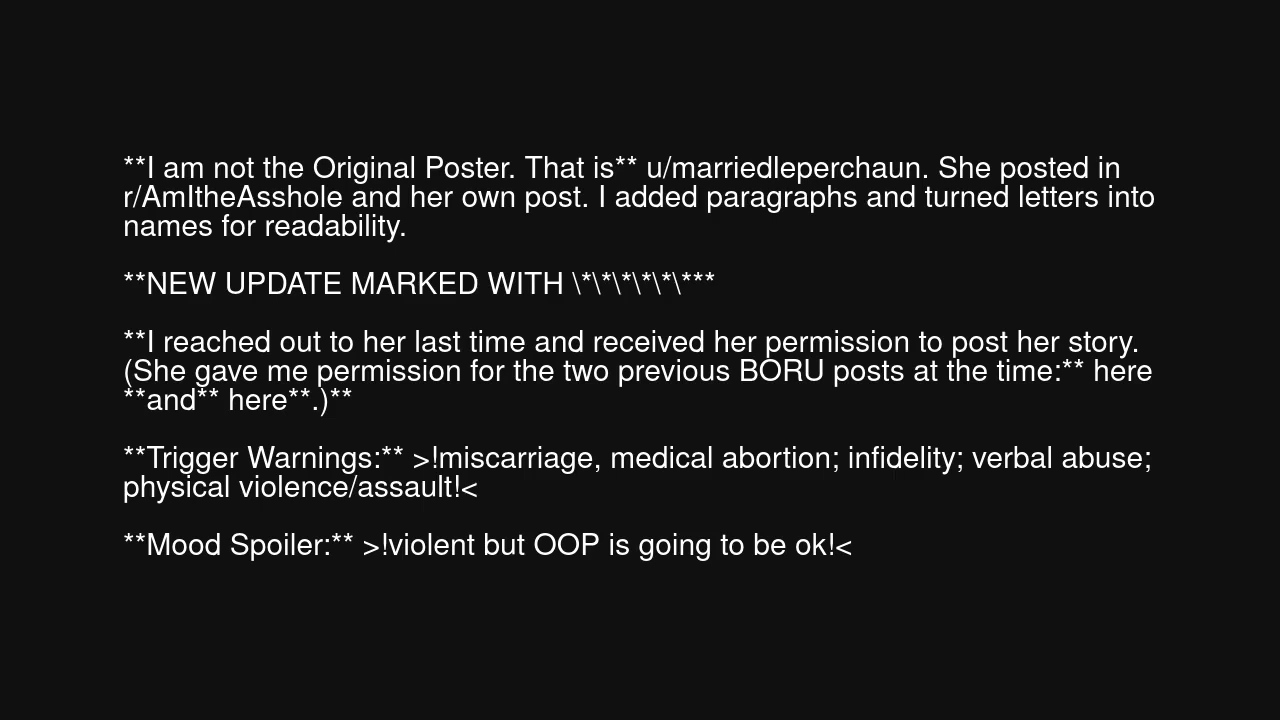 **I am not the Original Poster. That is** u/marriedleperchaun. She posted in
r/AmItheAsshole and her own post. I added paragraphs and turned letters into
names for readability.
**NEW UPDATE MARKED WITH \*\*\*\*\*\***
**I reached out to her last time and received her permission to post her story.
(She gave me permission for the two previous BORU posts at the time:** here
**and** here**.)**
**Trigger Warnings:** >!miscarriage, medical abortion; infidelity; verbal abuse;
physical violence/assault!<
**Mood Spoiler:** >!violent but OOP is going to be ok!<